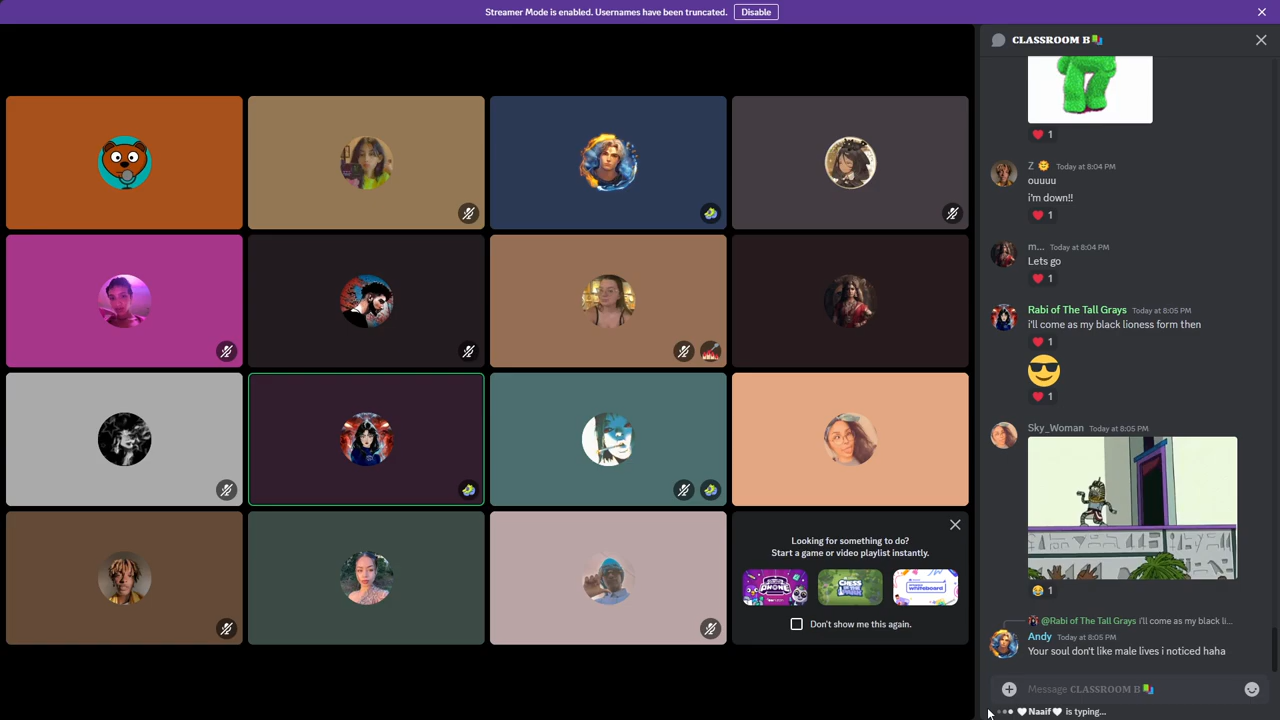 Streamer Mode is enabled. Usernames have been truncated. Disable
CLASSROOM B
1
Z Today at 8:04 PM
ouuuu
i'm down!!
1
m... Today at 8:04 PM
Lets go
1
Rabi of The Tall Grays Today at 8:05 PM
i'll come as my black lioness form then
1
1
Sky_Woman Today at 8:05 PM
1
@Rabi of The Tall Grays i'll come as my black li...
Andy Today at 8:05 PM
Your soul don't like male lives i noticed haha
Message CLASSROOM B
Naaif is typing...
Looking for something to do?
Start a game or video playlist instantly.
Don't show me this again.